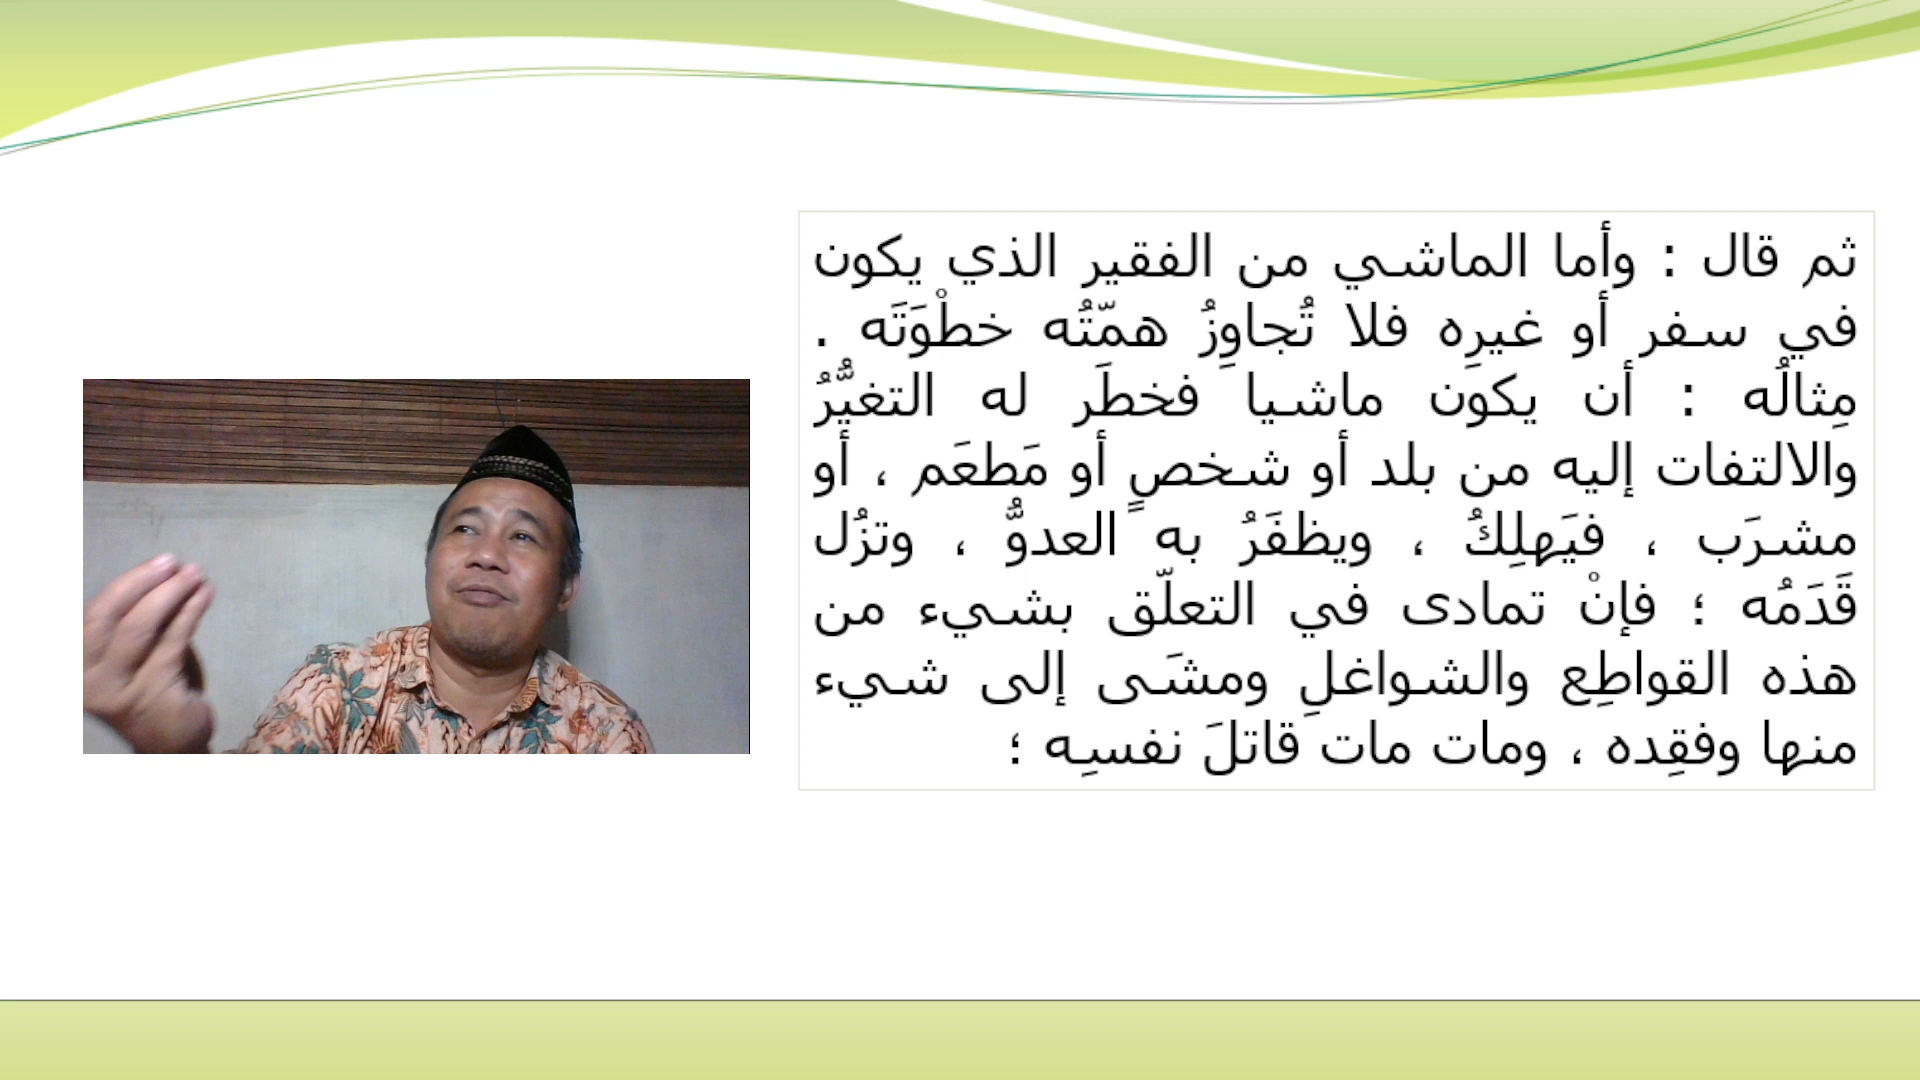 ثم قال : وأما الماشي من الفقير الذي يكون
في سفر أو غيرِه فلا تُجاوِزُ همّتُه خطْوَتَه .
مِثالُه : أن يكون ماشيا فخطَر له التغيُّرُ
والالتفات إليه من بلد أو شخصٍ أو مَطعَم ، أو
مشرَب ، فيَهلِكُ ، ويظفَرُ به العدوُّ ، وتزُل
قَدَمُه ؛ فإنْ تمادى في التعلّق بشيء من
هذه القواطِع والشواغلِ ومشَى إلى شيء
منها وفقِده ، ومات مات قاتلَ نفسِه ؛